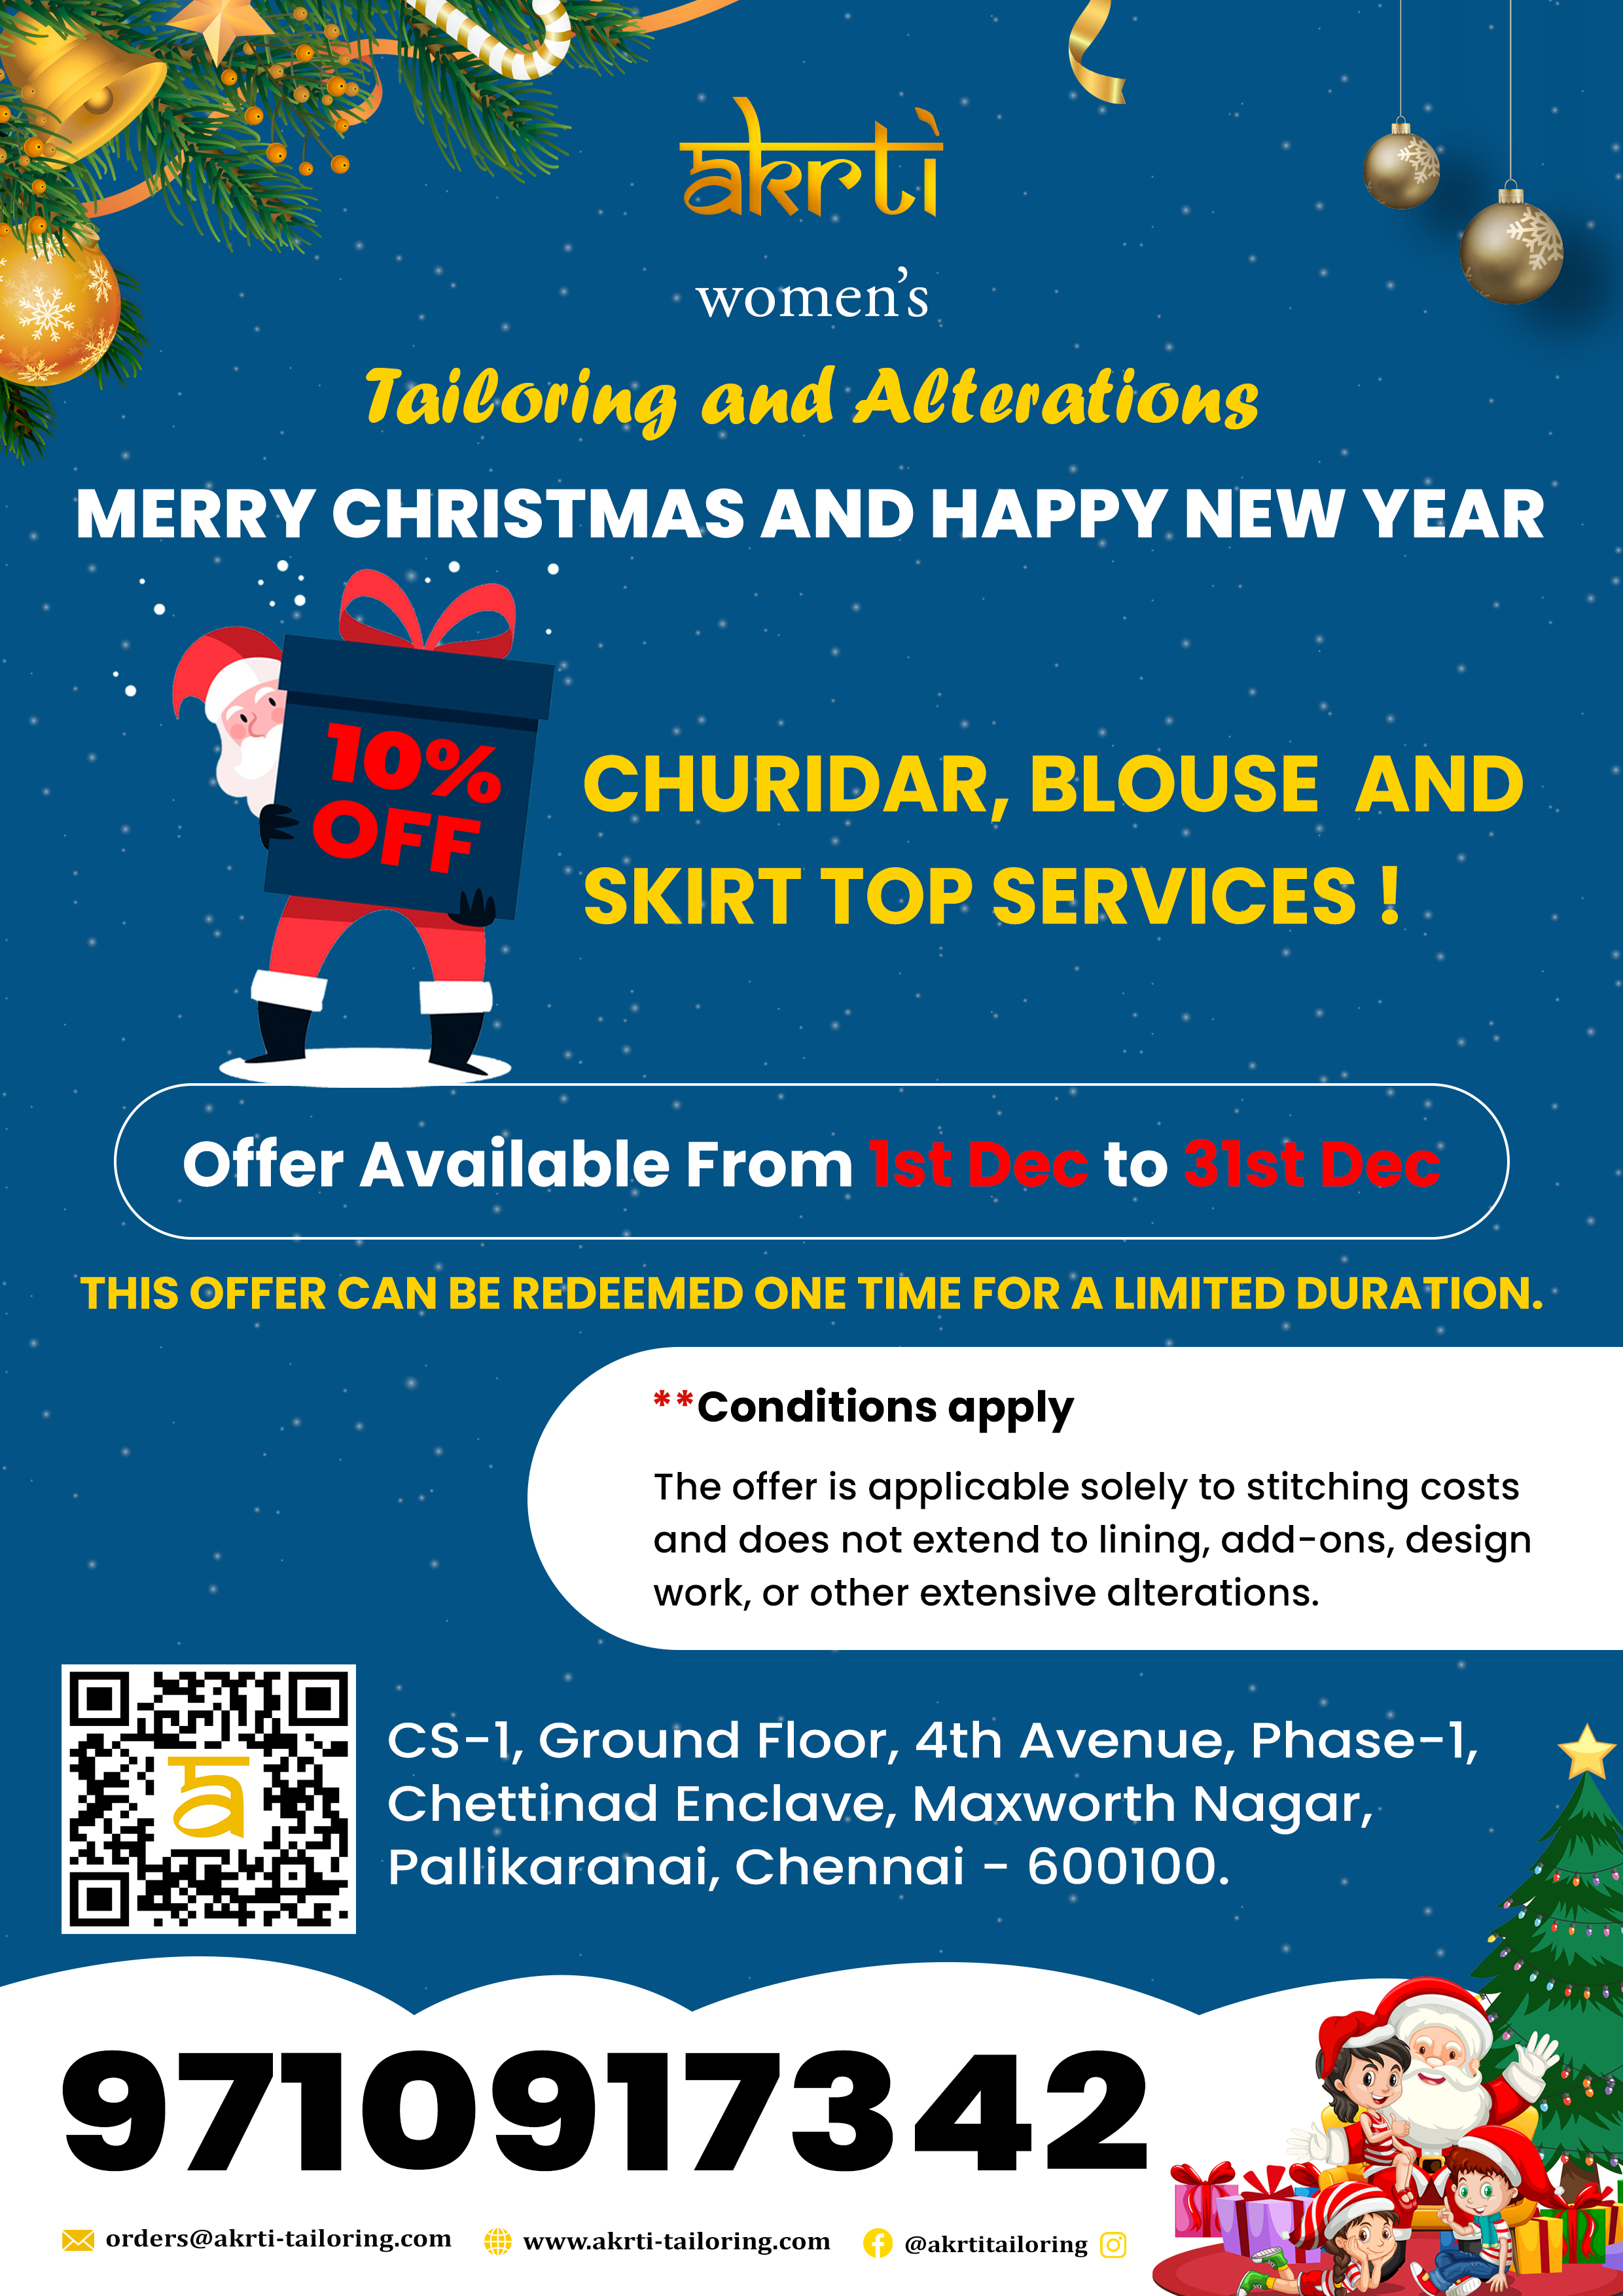 akrti
women's
Tailoring and Alterations
MERRY CHRISTMAS AND HAPPY NEW YEAR
10%
OFF
CHURIDAR, BLOUSE AND
SKIRT TOP SERVICES !
Offer Available From 1st Dec to 31st Dec
THIS OFFER CAN BE REDEEMED ONE TIME FOR A LIMITED DURATION.
**Conditions apply
The offer is applicable solely to stitching costs
and does not extend to lining, add-ons, design
work, or other extensive alterations.
a
CS-1, Ground Floor, 4th Avenue, Phase-1,
Chettinad Enclave, Maxworth Nagar,
Pallikaranai, Chennai - 600100.
9710917342
orders@akrti-tailoring.com www.akrti-tailoring.com @akrtitailoring